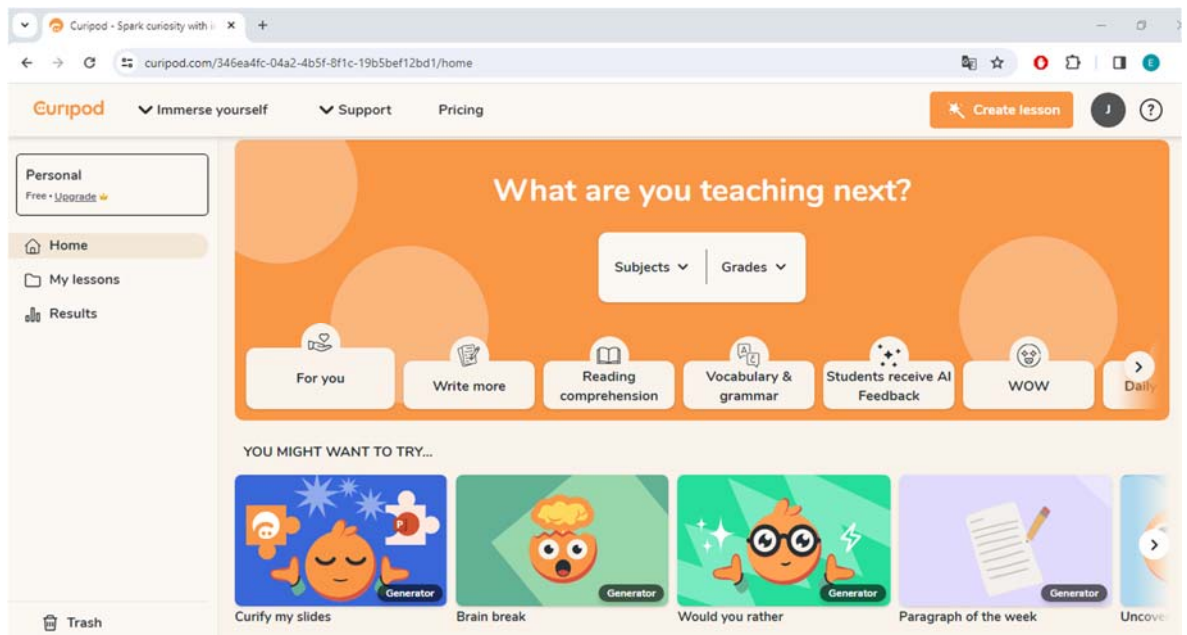 Curipod - Spark curiosity with i
curipod.com/346ea4fc-04a2-4b5f-8f1c-19b5bef12bd1/home
E
Curipod
Immerse yourself
Support
Pricing
Create lesson
J
?
Personal
Free • Upgrade
Home
My lessons
Results
Trash
What are you teaching next?
Subjects
Grades
For you
Write more
Reading
comprehension
Vocabulary &
grammar
Students receive AI
Feedback
WOW
Daily
YOU MIGHT WANT TO TRY...
P
Generator
Curify my slides
Generator
Brain break
Generator
Would you rather
Generator
Paragraph of the week
Uncove